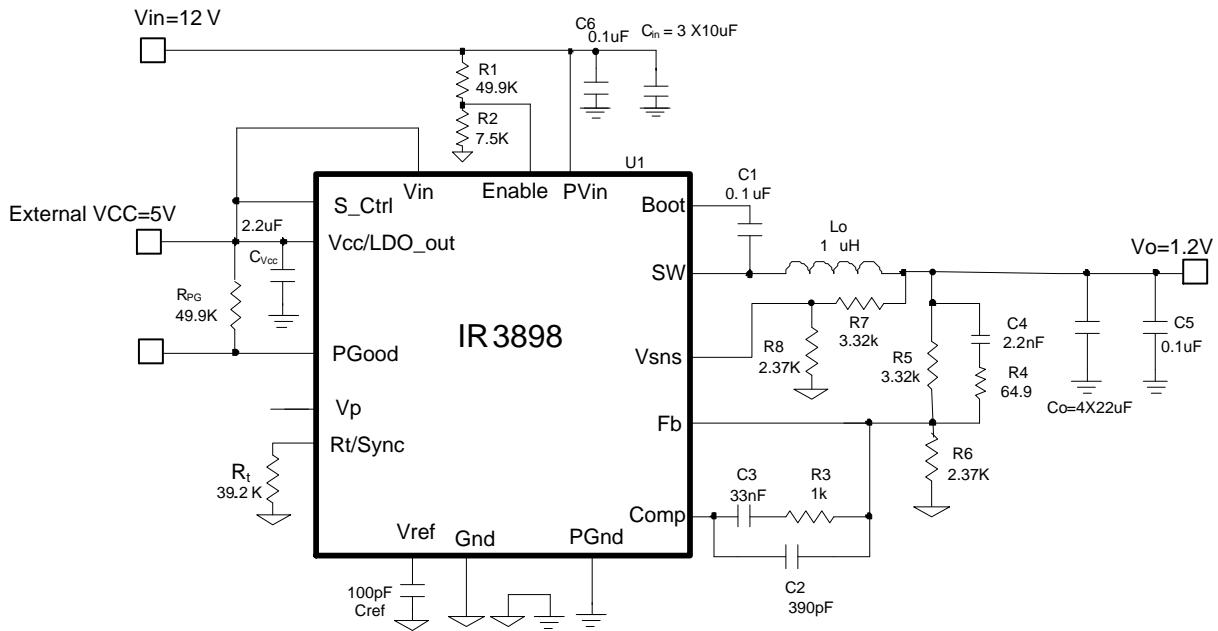 Vin=12 V
C6
0.1uF
Cin = 3 X10uF
R1
49.9K
R2
7.5K
U1
Vin
Enable
PVin
C1
0.1uF
S_Ctrl
Boot
External VCC=5V
2.2uF
Vcc/LDO_out
CVcc
Lo
1 uH
Vo=1.2V
SW
RPG
49.9K
IR3898
R7
3.32k
C4
2.2nF
C5
0.1uF
PGood
Vsns
R8
2.37K
R5
3.32k
R4
64.9
Co=4X22uF
Vp
Fb
Rt/Sync
R6
2.37K
Rt
39.2 K
C3
33nF
R3
1k
Comp
Vref
Gnd
PGnd
100pF
Cref
C2
390pF